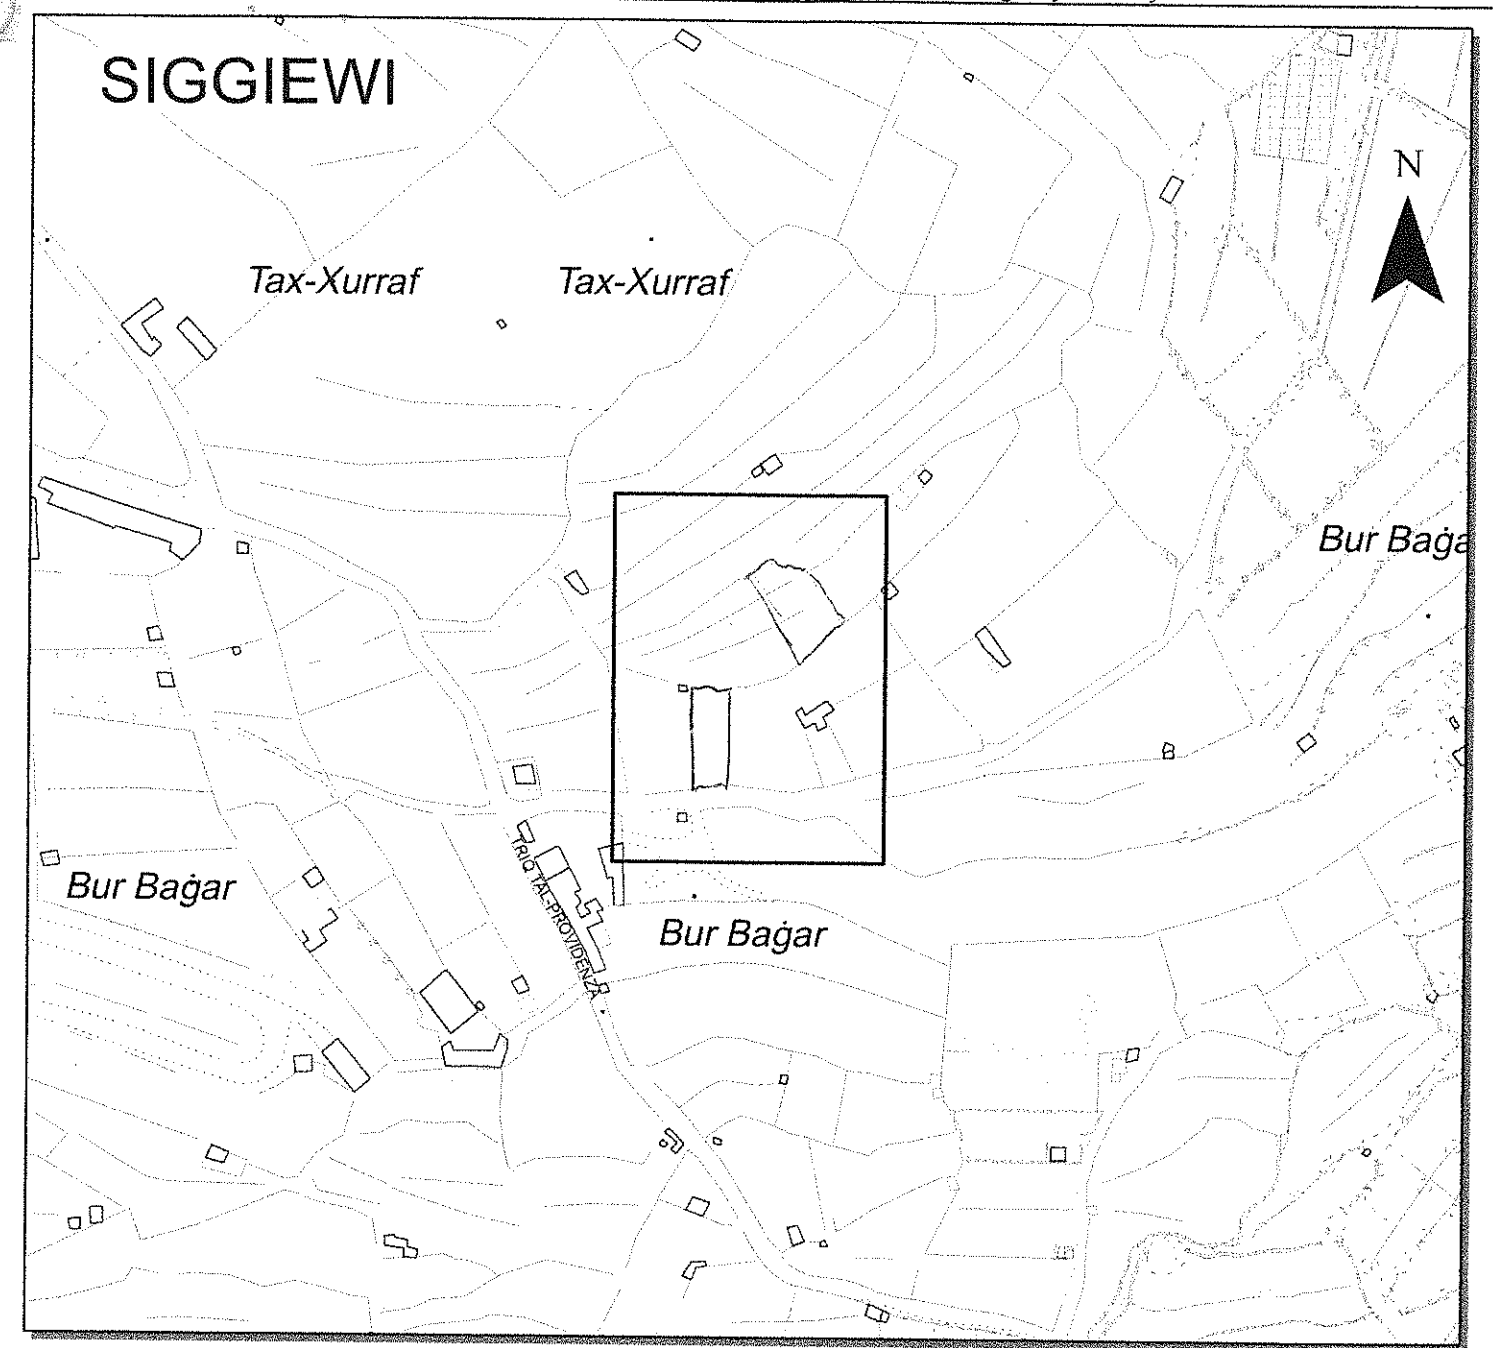 SIGGIEWI
N
Tax-Xurraf
Tax-Xurraf
Bur Baġa
TRIQ TAL-PROVIDENZA
Bur Baġar
Bur Baġar